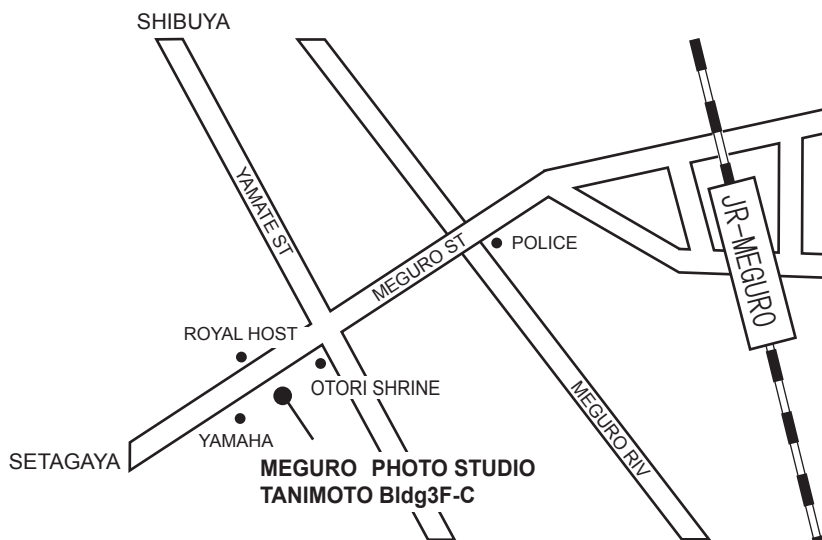 SHIBUYA
YAMATE ST
MEGURO ST
POLICE
JR-MEGURO
ROYAL HOST
OTORI SHRINE
MEGURO RIV
YAMAHA
SETAGAYA
MEGURO PHOTO STUDIO
TANIMOTO Bldg3F-C